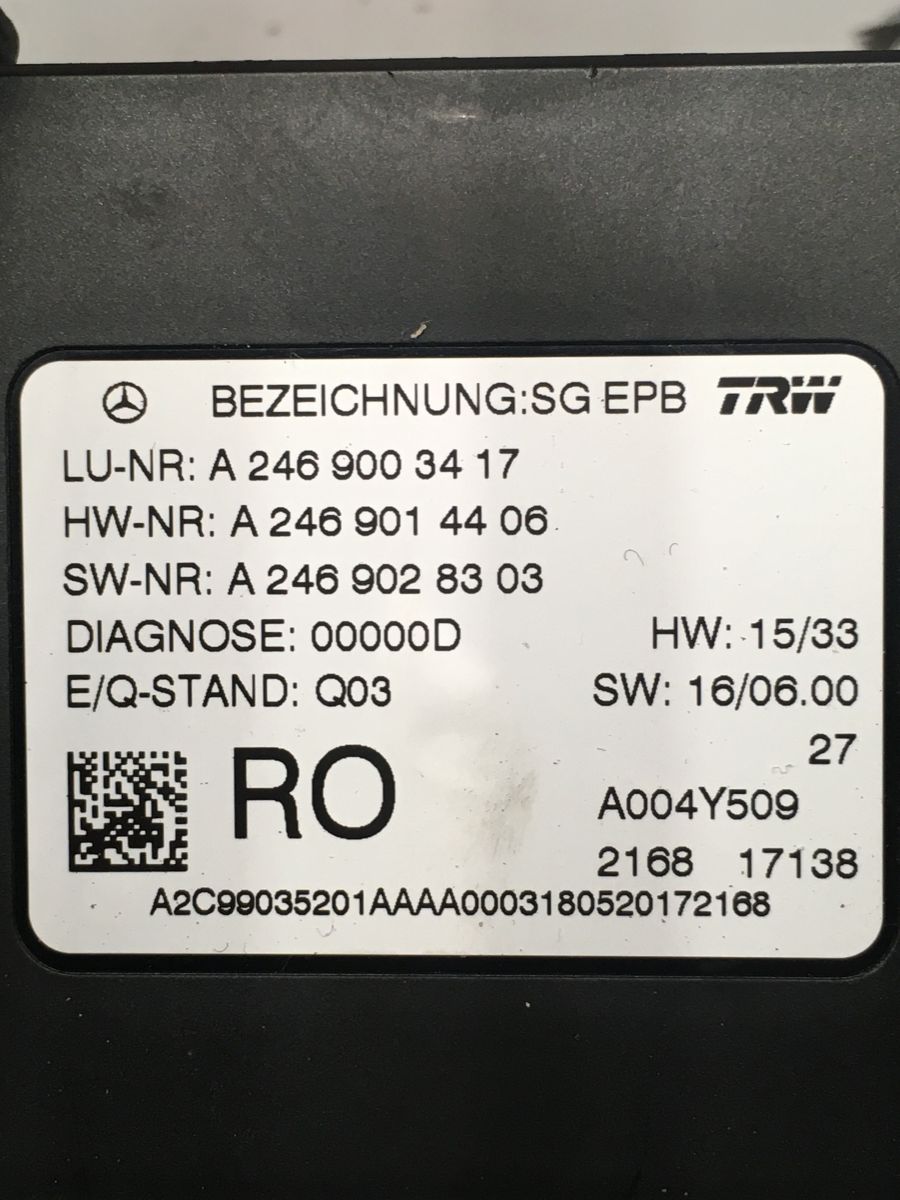 BEZEICHNUNG:SG EPB TRW
LU-NR: A 246 900 34 17
HW-NR: A 246 901 44 06
SW-NR: A 246 902 83 03
DIAGNOSE: 00000D HW: 15/33
E/Q-STAND: Q03 SW: 16/06.00
27
RO A004Y509
2168 17138
A2C99035201AAAA0003180520172168